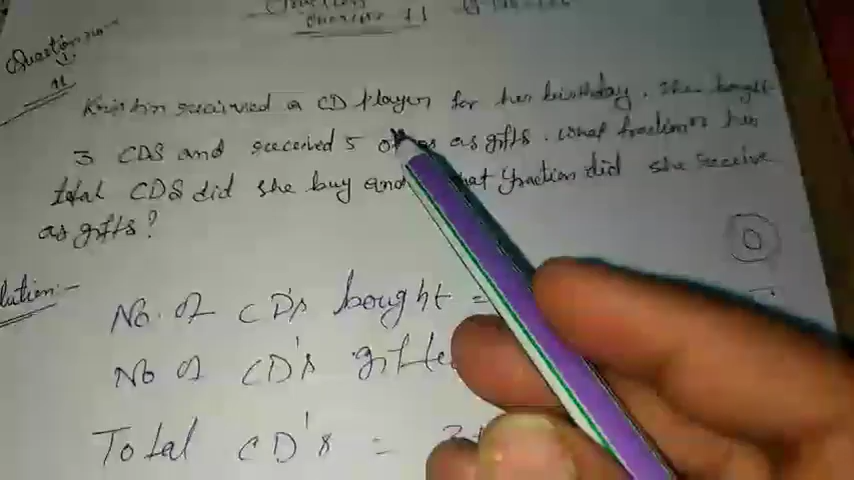 Question no
11
Kristin received a CD player for her birthday. She bought
3 CDS and received 5 as gifts. What fraction of her
total CDS did she buy and fraction did she receive
as gifts?
No. of CD's bought =
No of CD's
Total CD's =